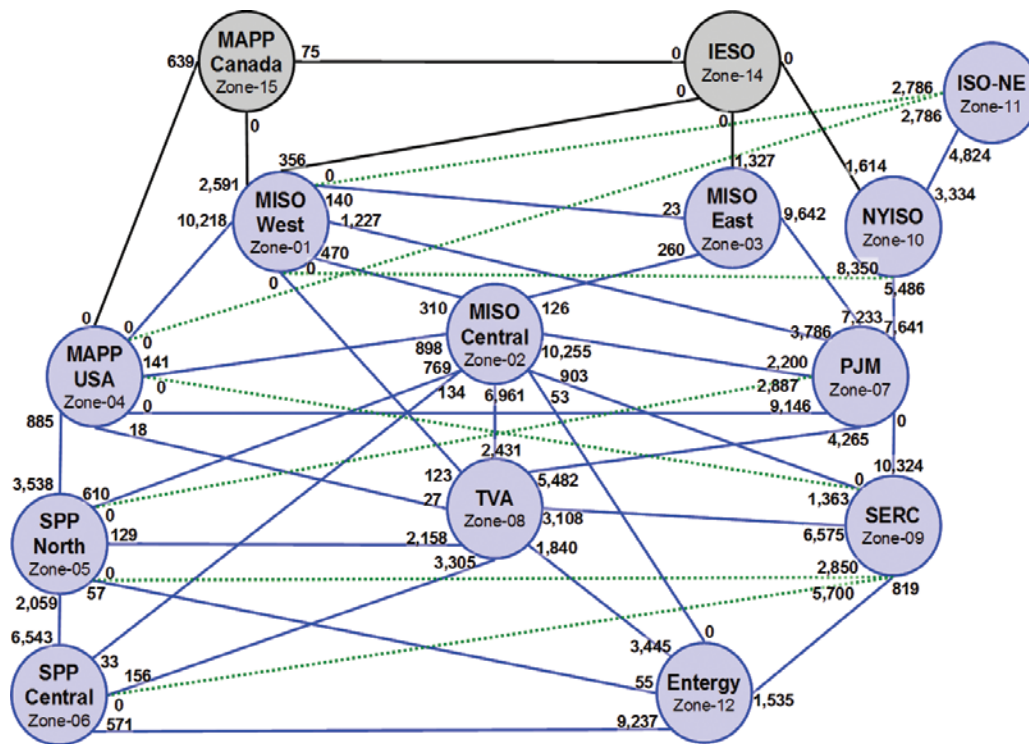 MAPP
Canada
Zone-15
639
75
0
0
IESO
Zone-14
0
0
0
ISO-NE
Zone-11
2,786
2,786
4,824
356
0
2,591
MISO
West
Zone-01
140
1,227
10,218
470
0
0
1,327
MISO
East
Zone-03
23
9,642
260
1,614
3,334
NYISO
Zone-10
8,350
5,486
310
MISO
Central
Zone-02
126
898
769
134
10,255
903
53
6,961
7,233
7,641
3,786
2,200
2,887
9,146
PJM
Zone-07
0
4,265
0
0
0
MAPP
USA
Zone-04
141
0
0
885
18
3,538
610
0
SPP
North
Zone-05
129
0
57
2,059
2,431
123
27
TVA
Zone-08
5,482
3,108
2,158
3,305
1,840
10,324
0
1,363
6,575
SERC
Zone-09
2,850
5,700
819
6,543
33
SPP
Central
Zone-06
156
0
571
0
3,445
55
Entergy
Zone-12
1,535
9,237